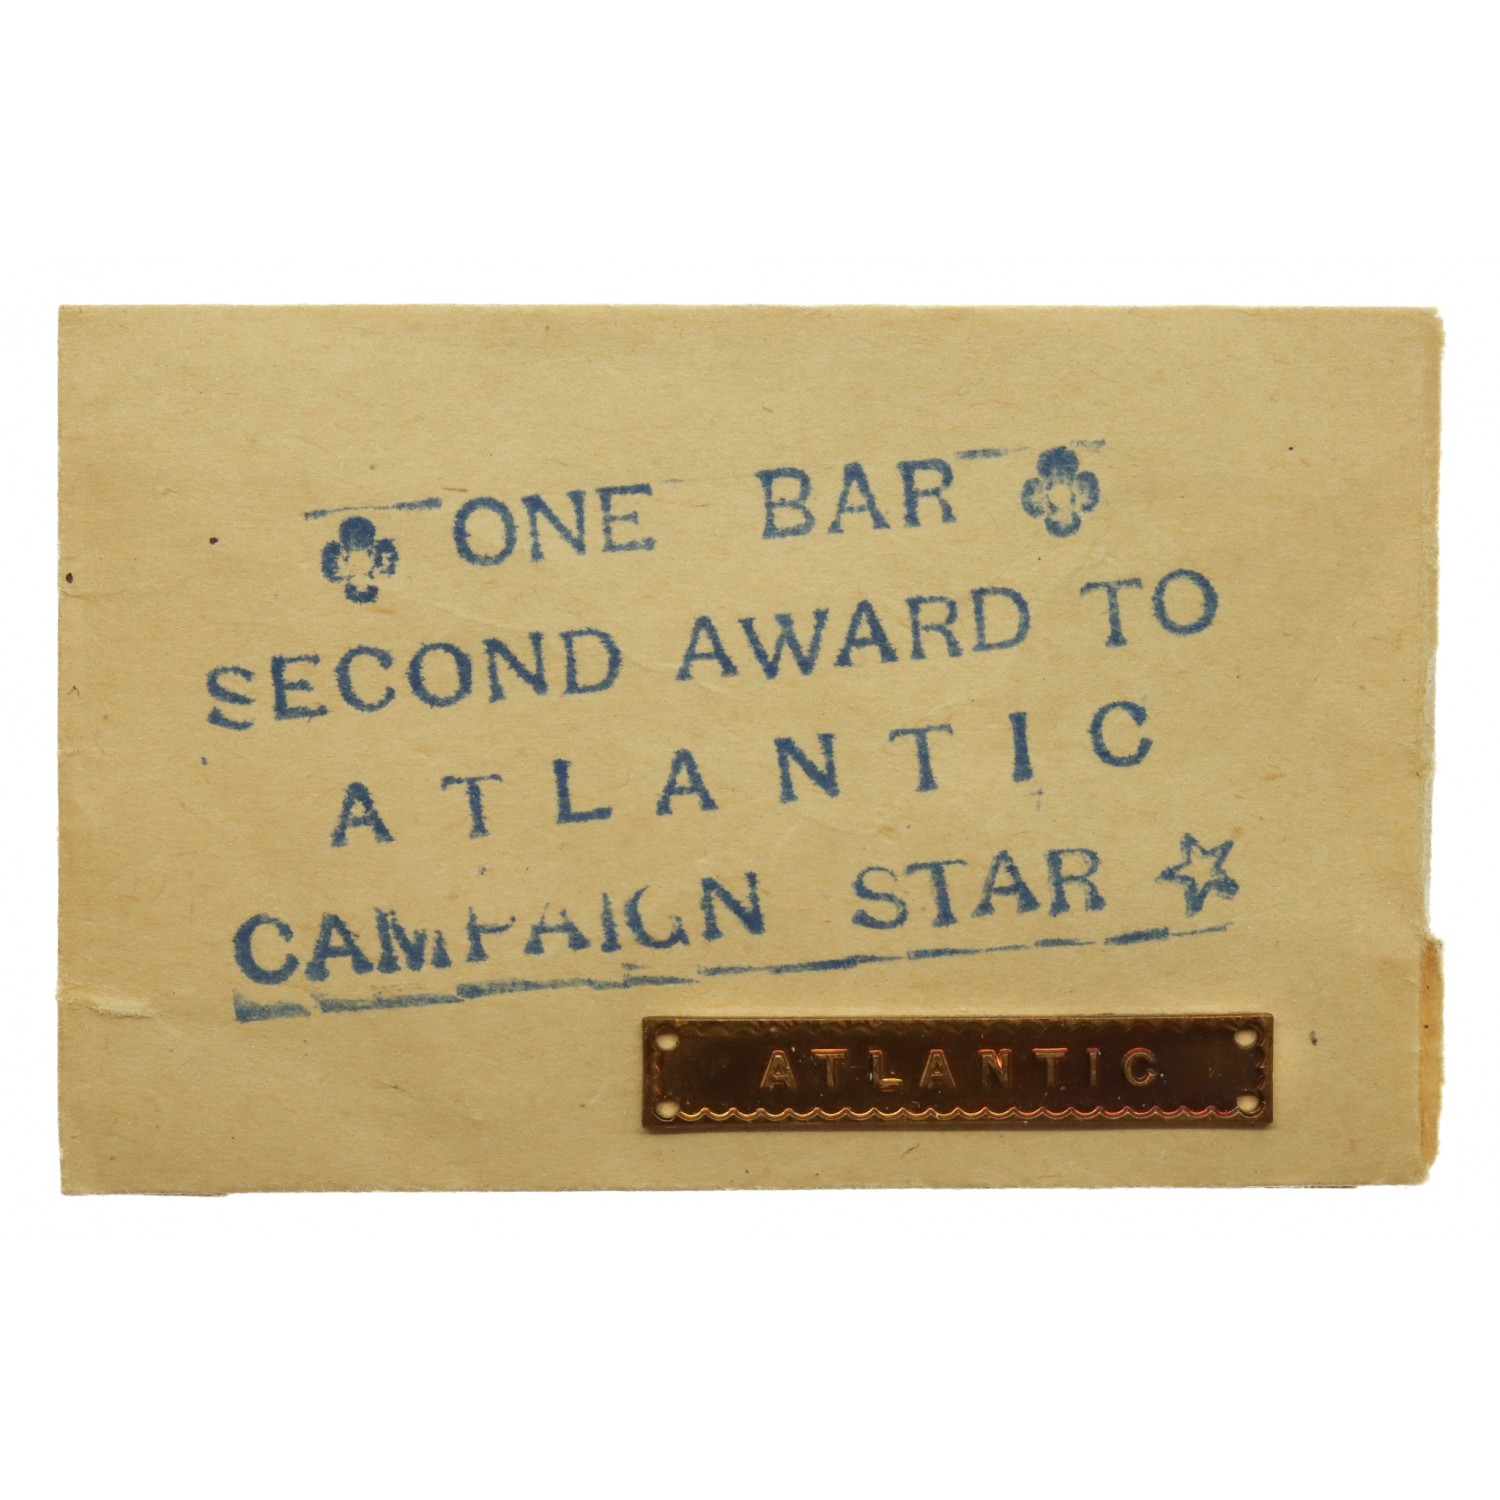 ONE BAR
SECOND AWARD TO
ATLANTIC
CAMPAIGN STAR
ATLANTIC